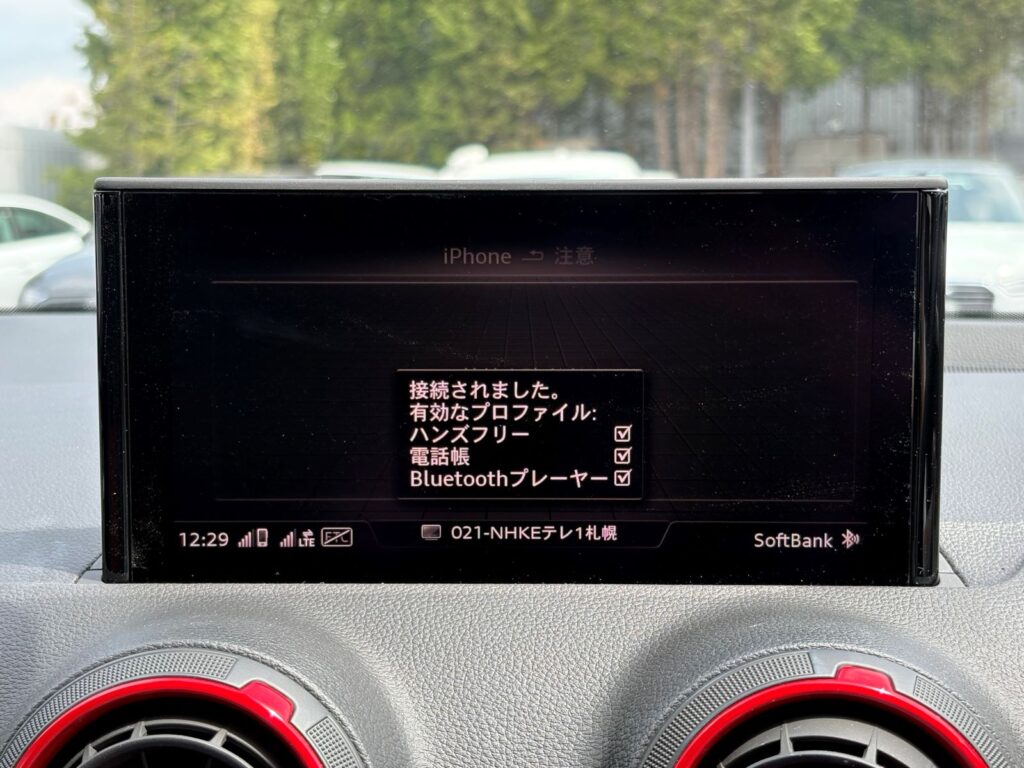 iPhone 注意
接続されました。
有効なプロファイル:
ハンズフリー
電話帳
Bluetoothプレーヤー
12:29 LTE ETC 021-NHKEテレ1札幌 SoftBank